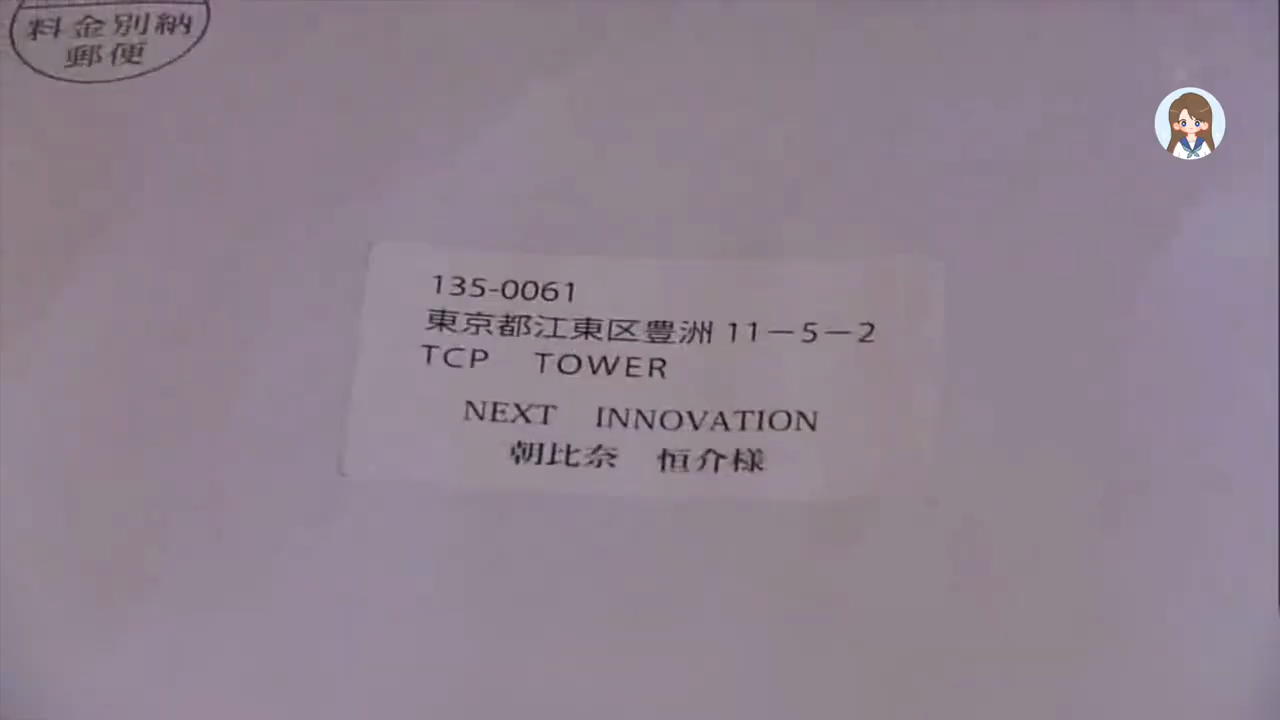 料金別納
郵便
135-0061
東京都江東区豊洲 11－5－2
TCP　TOWER
NEXT　INNOVATION
朝比奈　恒介様